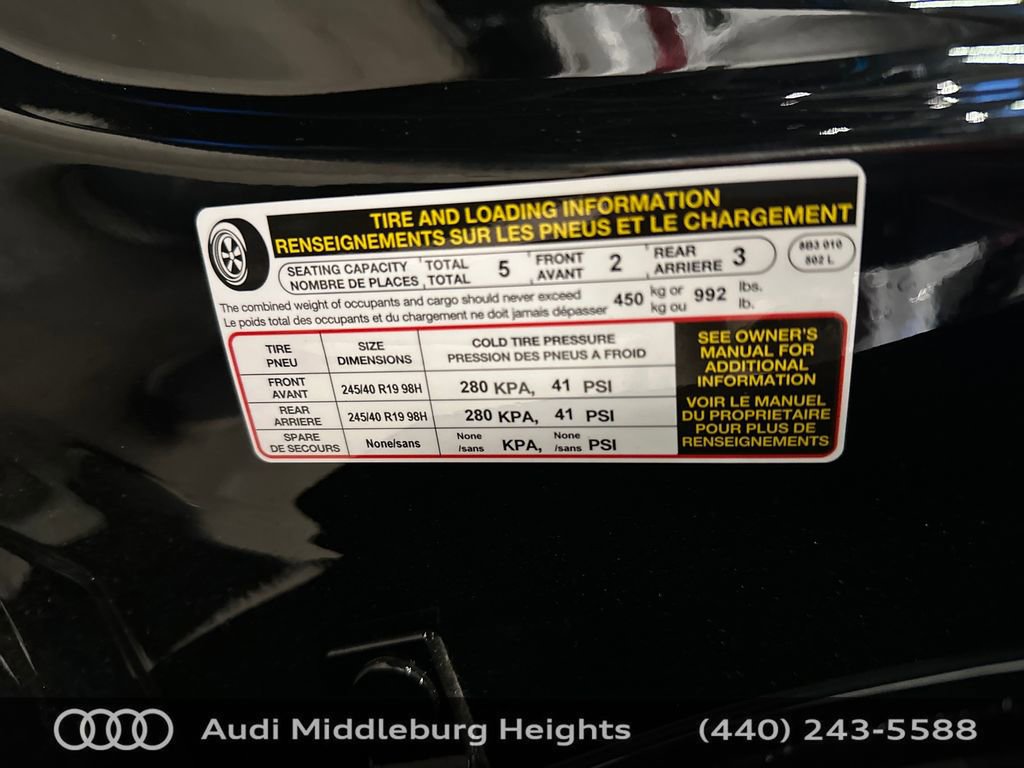 TIRE AND LOADING INFORMATION
RENSEIGNEMENTS SUR LES PNEUS ET LE CHARGEMENT
SEATING CAPACITY TOTAL 5 FRONT 2 REAR 3
NOMBRE DE PLACES TOTAL AVANT ARRIERE
802 L
The combined weight of occupants and cargo should never exceed 450 kg or 992 lbs.
Le poids total des occupants et du chargement ne doit jamais dépasser kg ou lb.
TIRE SIZE COLD TIRE PRESSURE
PNEU DIMENSIONS PRESSION DES PNEUS A FROID
FRONT
AVANT 245/40 R19 98H 280 KPA, 41 PSI
REAR
ARRIERE 245/40 R19 98H 280 KPA, 41 PSI
SPARE
DE SECOURS None/sans None/sans KPA, None/sans PSI
SEE OWNER'S
MANUAL FOR
ADDITIONAL
INFORMATION
VOIR LE MANUEL
DU PROPRIETAIRE
POUR PLUS DE
RENSEIGNEMENTS
Audi Middleburg Heights (440) 243-5588